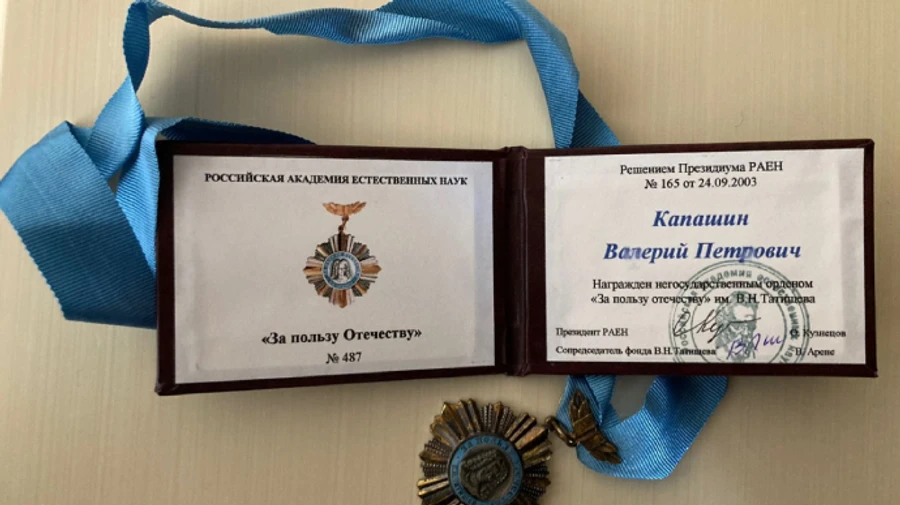 РОССИЙСКАЯ АКАДЕМИЯ ЕСТЕСТВЕННЫХ НАУК
«За пользу Отечеству»
№ 487
Решением Президиума РАЕН
№ 165 от 24.09.2003
Капашин
Валерий Петрович
Награжден негосударственным орденом
«За пользу отечеству» им. В.Н.Татищева
Президент РАЕН О. Кузнецов
Сопредседатель фонда В.Н.Татищева В. Аренс